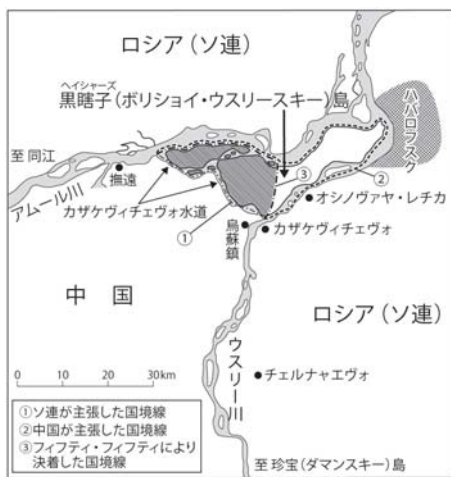 ロシア(ソ連)
ヘイシャーズ
黒瞎子(ボリショイ・ウスリースキー)島
ハバロフスク
至同江
撫遠
アムール川
カザケヴィチェヴォ水道
③
②
オシノヴァヤ・レチカ
①
烏蘇鎮
カザケヴィチェヴォ
中国
ロシア(ソ連)
0 10 20 30km
ウスリー川
チェルナャエヴォ
①ソ連が主張した国境線
②中国が主張した国境線
③フィフティ・フィフティにより
決着した国境線
至珍宝(ダマンスキー)島